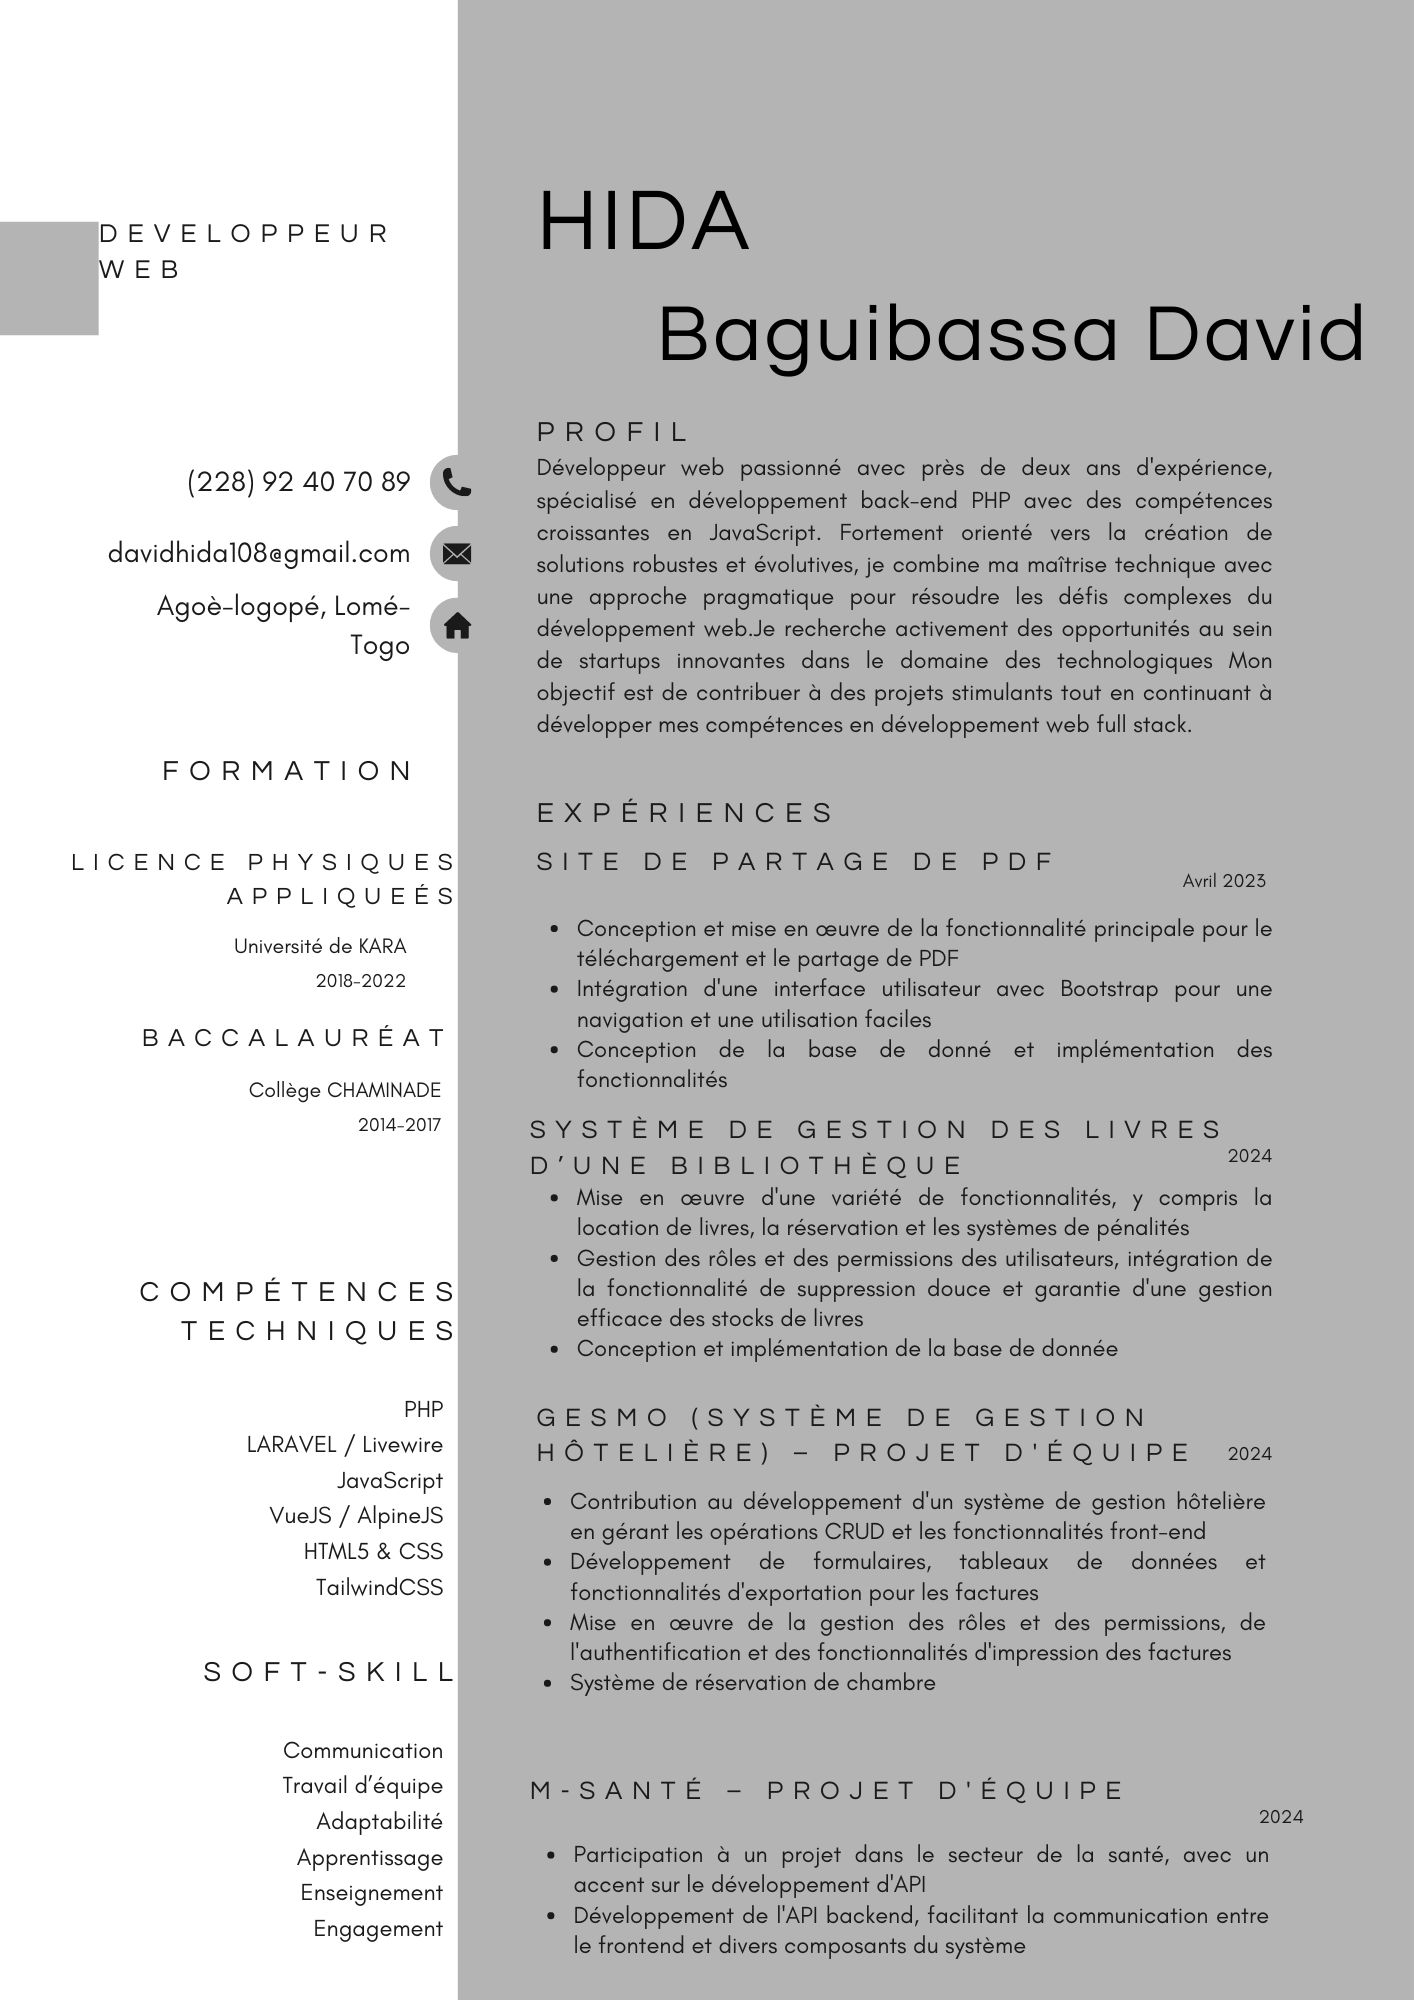 DEVELOPPEUR
WEB
(228) 92 40 70 89
davidhida108@gmail.com
Agoè-logopé, Lomé-
Togo
FORMATION
LICENCE PHYSIQUES
APPLIQUEÉS
Université de KARA
2018-2022
BACCALAURÉAT
Collège CHAMINADE
2014-2017
COMPÉTENCES
TECHNIQUES
PHP
LARAVEL / Livewire
JavaScript
VueJS / AlpineJS
HTML5 & CSS
TailwindCSS
SOFT-SKILL
Communication
Travail d’équipe
Adaptabilité
Apprentissage
Enseignement
Engagement
HIDA
Baguibassa David
PROFIL
Développeur web passionné avec près de deux ans d'expérience,
spécialisé en développement back-end PHP avec des compétences
croissantes en JavaScript. Fortement orienté vers la création de
solutions robustes et évolutives, je combine ma maîtrise technique avec
une approche pragmatique pour résoudre les défis complexes du
développement web.Je recherche activement des opportunités au sein
de startups innovantes dans le domaine des technologiques Mon
objectif est de contribuer à des projets stimulants tout en continuant à
développer mes compétences en développement web full stack.
EXPÉRIENCES
SITE DE PARTAGE DE PDF
Avril 2023
• Conception et mise en œuvre de la fonctionnalité principale pour le
téléchargement et le partage de PDF
• Intégration d'une interface utilisateur avec Bootstrap pour une
navigation et une utilisation faciles
• Conception de la base de donné et implémentation des
fonctionnalités
SYSTÈME DE GESTION DES LIVRES
D’UNE BIBLIOTHÈQUE
2024
• Mise en œuvre d'une variété de fonctionnalités, y compris la
location de livres, la réservation et les systèmes de pénalités
• Gestion des rôles et des permissions des utilisateurs, intégration de
la fonctionnalité de suppression douce et garantie d'une gestion
efficace des stocks de livres
• Conception et implémentation de la base de donnée
GESMO (SYSTÈME DE GESTION
HÔTELIÈRE) – PROJET D'ÉQUIPE
2024
• Contribution au développement d'un système de gestion hôtelière
en gérant les opérations CRUD et les fonctionnalités front-end
• Développement de formulaires, tableaux de données et
fonctionnalités d'exportation pour les factures
• Mise en œuvre de la gestion des rôles et des permissions, de
l'authentification et des fonctionnalités d'impression des factures
• Système de réservation de chambre
M-SANTÉ – PROJET D'ÉQUIPE
2024
• Participation à un projet dans le secteur de la santé, avec un
accent sur le développement d'API
• Développement de l'API backend, facilitant la communication entre
le frontend et divers composants du système